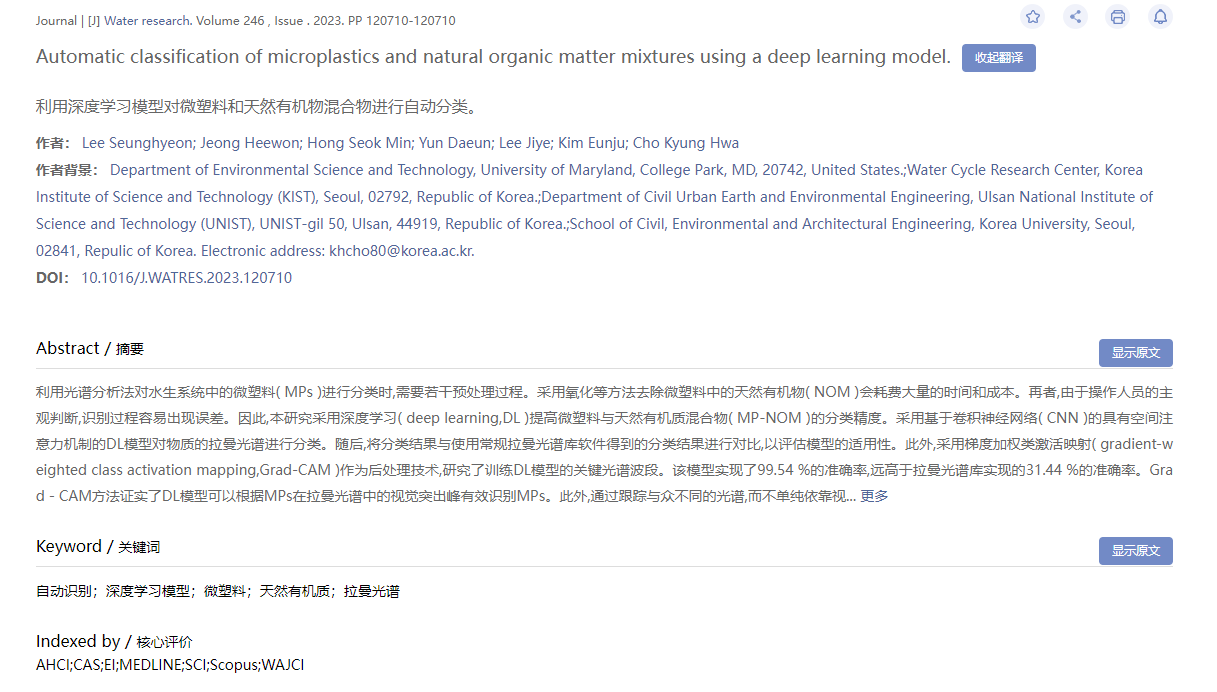 Journal | [J] Water research. Volume 246 , Issue . 2023. PP 120710-120710
Automatic classification of microplastics and natural organic matter mixtures using a deep learning model. 收起翻译
利用深度学习模型对微塑料和天然有机物混合物进行自动分类。
作者： Lee Seunghyeon; Jeong Heewon; Hong Seok Min; Yun Daeun; Lee Jiye; Kim Eunju; Cho Kyung Hwa
作者背景： Department of Environmental Science and Technology, University of Maryland, College Park, MD, 20742, United States.;Water Cycle Research Center, Korea
Institute of Science and Technology (KIST), Seoul, 02792, Republic of Korea.;Department of Civil Urban Earth and Environmental Engineering, Ulsan National Institute of
Science and Technology (UNIST), UNIST-gil 50, Ulsan, 44919, Republic of Korea.;School of Civil, Environmental and Architectural Engineering, Korea University, Seoul,
02841, Repulic of Korea. Electronic address: khcho80@korea.ac.kr.
DOI： 10.1016/J.WATRES.2023.120710
Abstract / 摘要 显示原文
利用光谱分析法对水生系统中的微塑料( MPs )进行分类时,需要若干预处理过程。采用氧化等方法去除微塑料中的天然有机物( NOM )会耗费大量的时间和成本。再者,由于操作人员的主
观判断,识别过程容易出现误差。因此,本研究采用深度学习( deep learning,DL )提高微塑料与天然有机质混合物( MP-NOM )的分类精度。采用基于卷积神经网络( CNN )的具有空间注
意力机制的DL模型对物质的拉曼光谱进行分类。随后,将分类结果与使用常规拉曼光谱库软件得到的分类结果进行对比,以评估模型的适用性。此外,采用梯度加权类激活映射( gradient-w
eighted class activation mapping,Grad-CAM )作为后处理技术,研究了训练DL模型的关键光谱波段。该模型实现了99.54 %的准确率,远高于拉曼光谱库实现的31.44 %的准确率。Gra
d - CAM方法证实了DL模型可以根据MPs在拉曼光谱中的视觉突出峰有效识别MPs。此外,通过跟踪与众不同的光谱,而不单纯依靠视... 更多
Keyword / 关键词 显示原文
自动识别；深度学习模型；微塑料；天然有机质；拉曼光谱
Indexed by / 核心评价
AHCI;CAS;EI;MEDLINE;SCI;Scopus;WAJCI